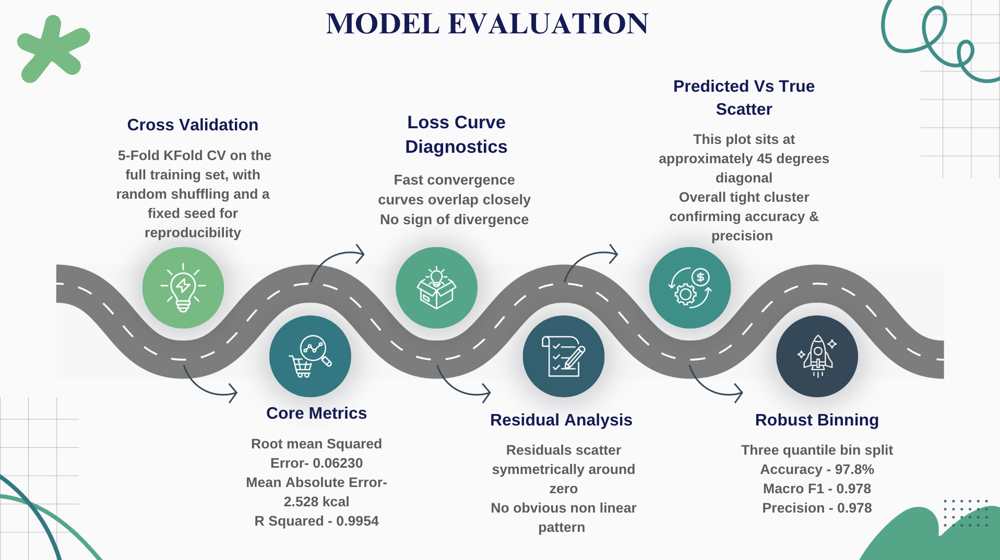 MODEL EVALUATION
Cross Validation
5-Fold KFold CV on the
full training set, with
random shuffling and a
fixed seed for
reproducibility
Core Metrics
Root mean Squared
Error- 0.06230
Mean Absolute Error-
2.528 kcal
R Squared - 0.9954
Loss Curve
Diagnostics
Fast convergence
curves overlap closely
No sign of divergence
Residual Analysis
Residuals scatter
symmetrically around
zero
No obvious non linear
pattern
Predicted Vs True
Scatter
This plot sits at
approximately 45 degrees
diagonal
Overall tight cluster
confirming accuracy &
precision
$
Robust Binning
Three quantile bin split
Accuracy - 97.8%
Macro F1 - 0.978
Precision - 0.978